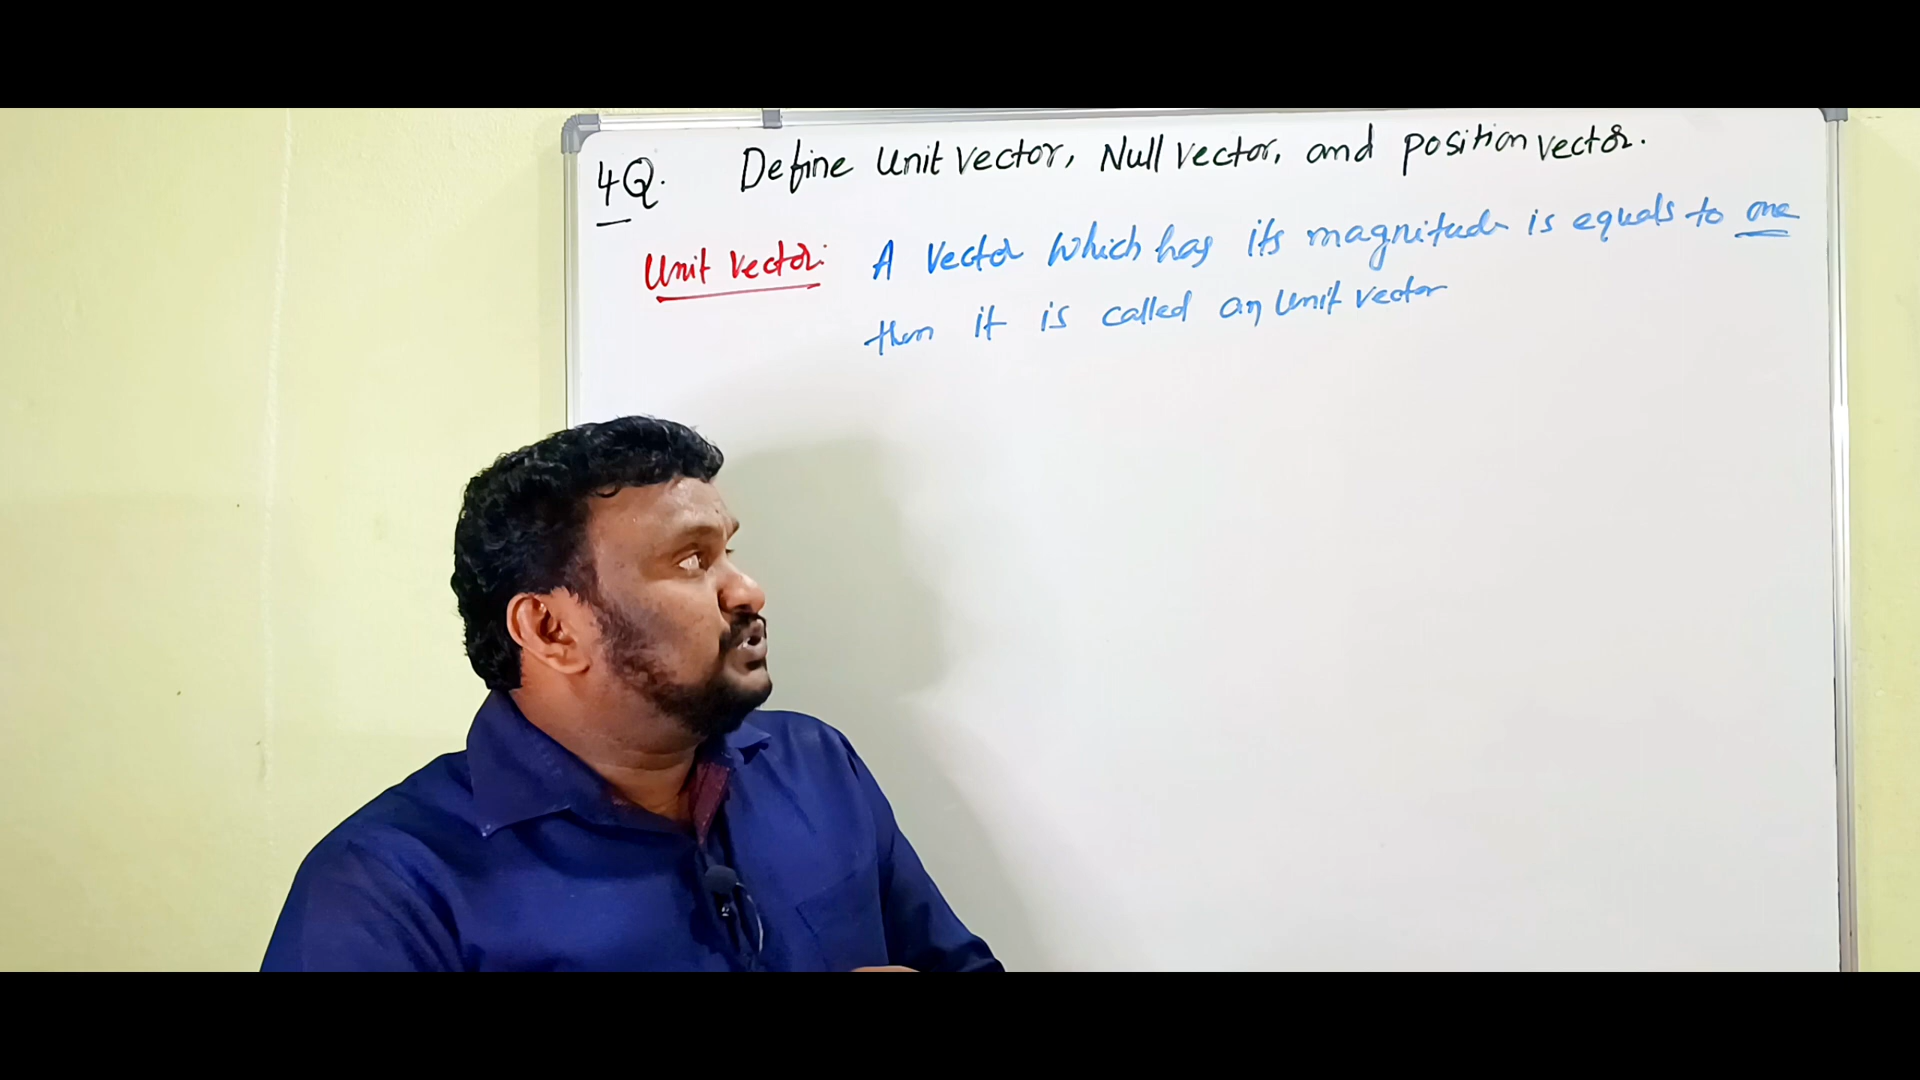 4Q. Define Unit vector, Null vector, and position vector.
Unit vector: A vector which has its magnitude is equals to one
then it is called an Unit vector